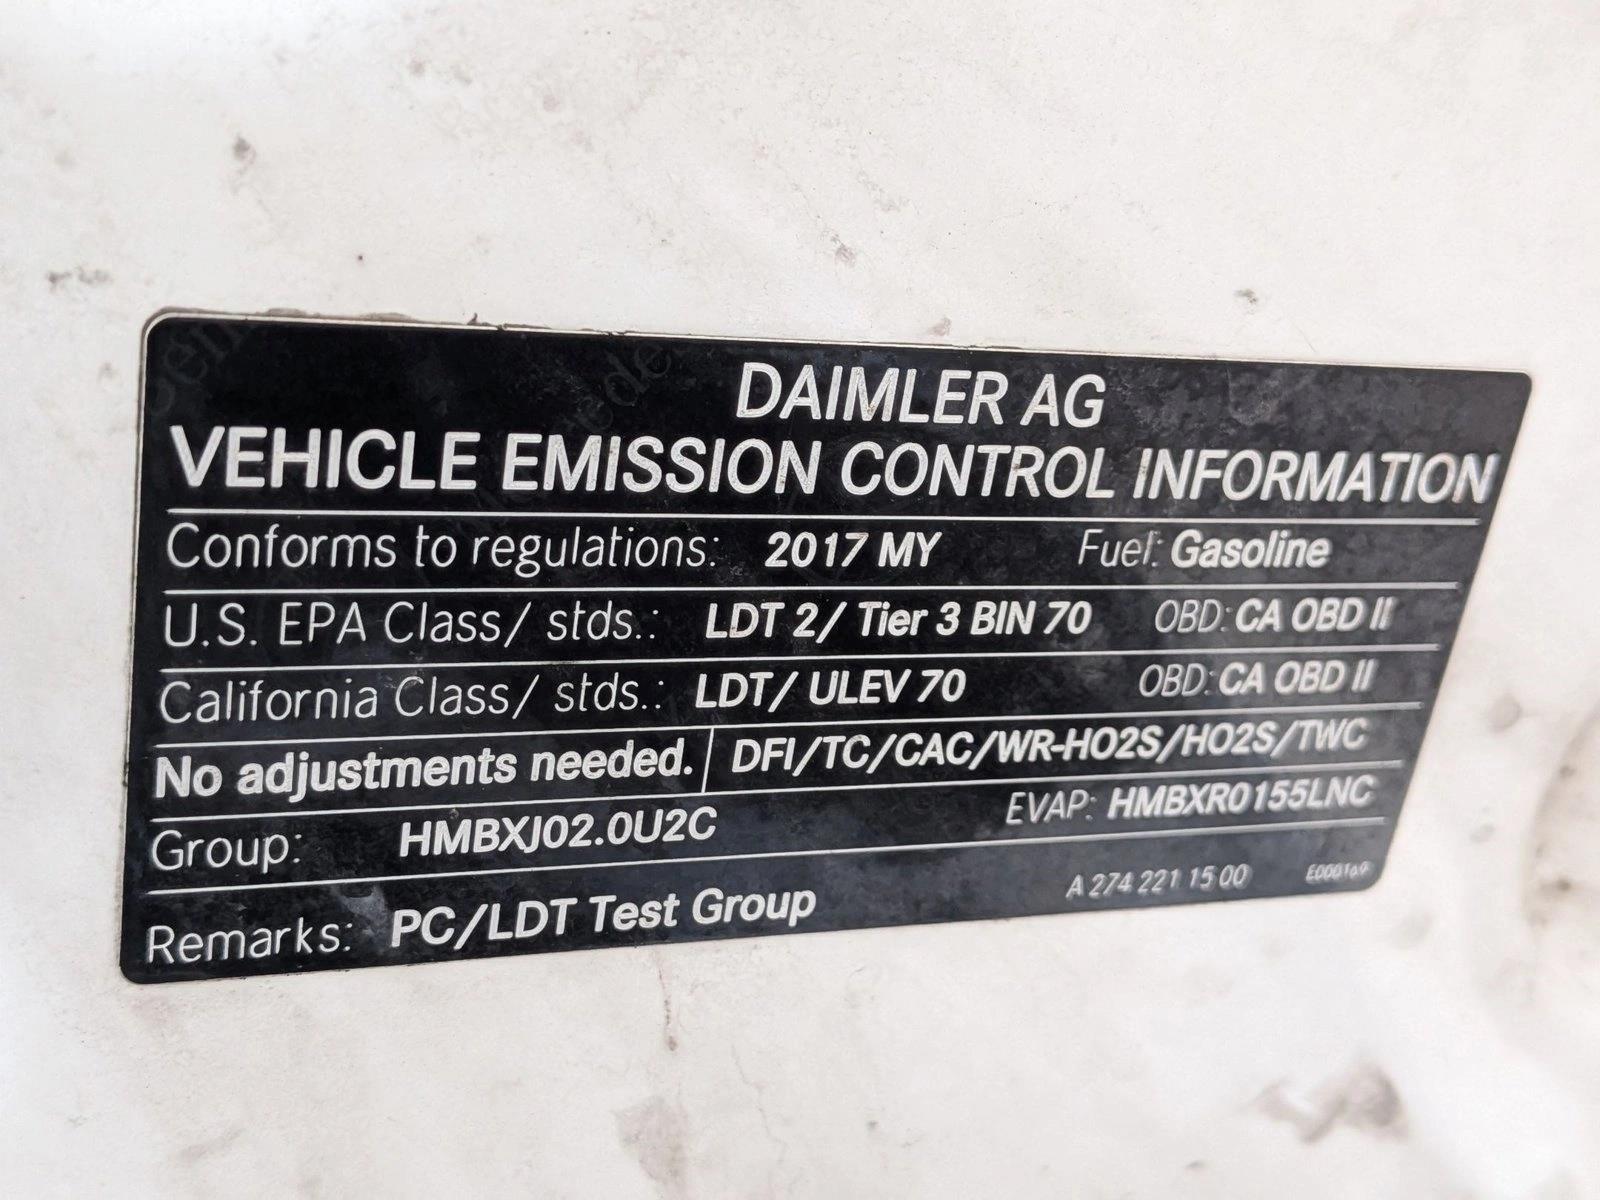 DAIMLER AG
VEHICLE EMISSION CONTROL INFORMATION
Conforms to regulations: 2017 MY Fuel: Gasoline
U.S. EPA Class/ stds.: LDT 2/ Tier 3 BIN 70 OBD: CA OBD II
California Class/ stds.: LDT/ ULEV 70 OBD: CA OBD II
No adjustments needed. DFI/TC/CAC/WR-HO2S/HO2S/TWC
Group: HMBXJ02.0U2C EVAP: HMBXR0155LNC
Remarks: PC/LDT Test Group A 274 221 15 00